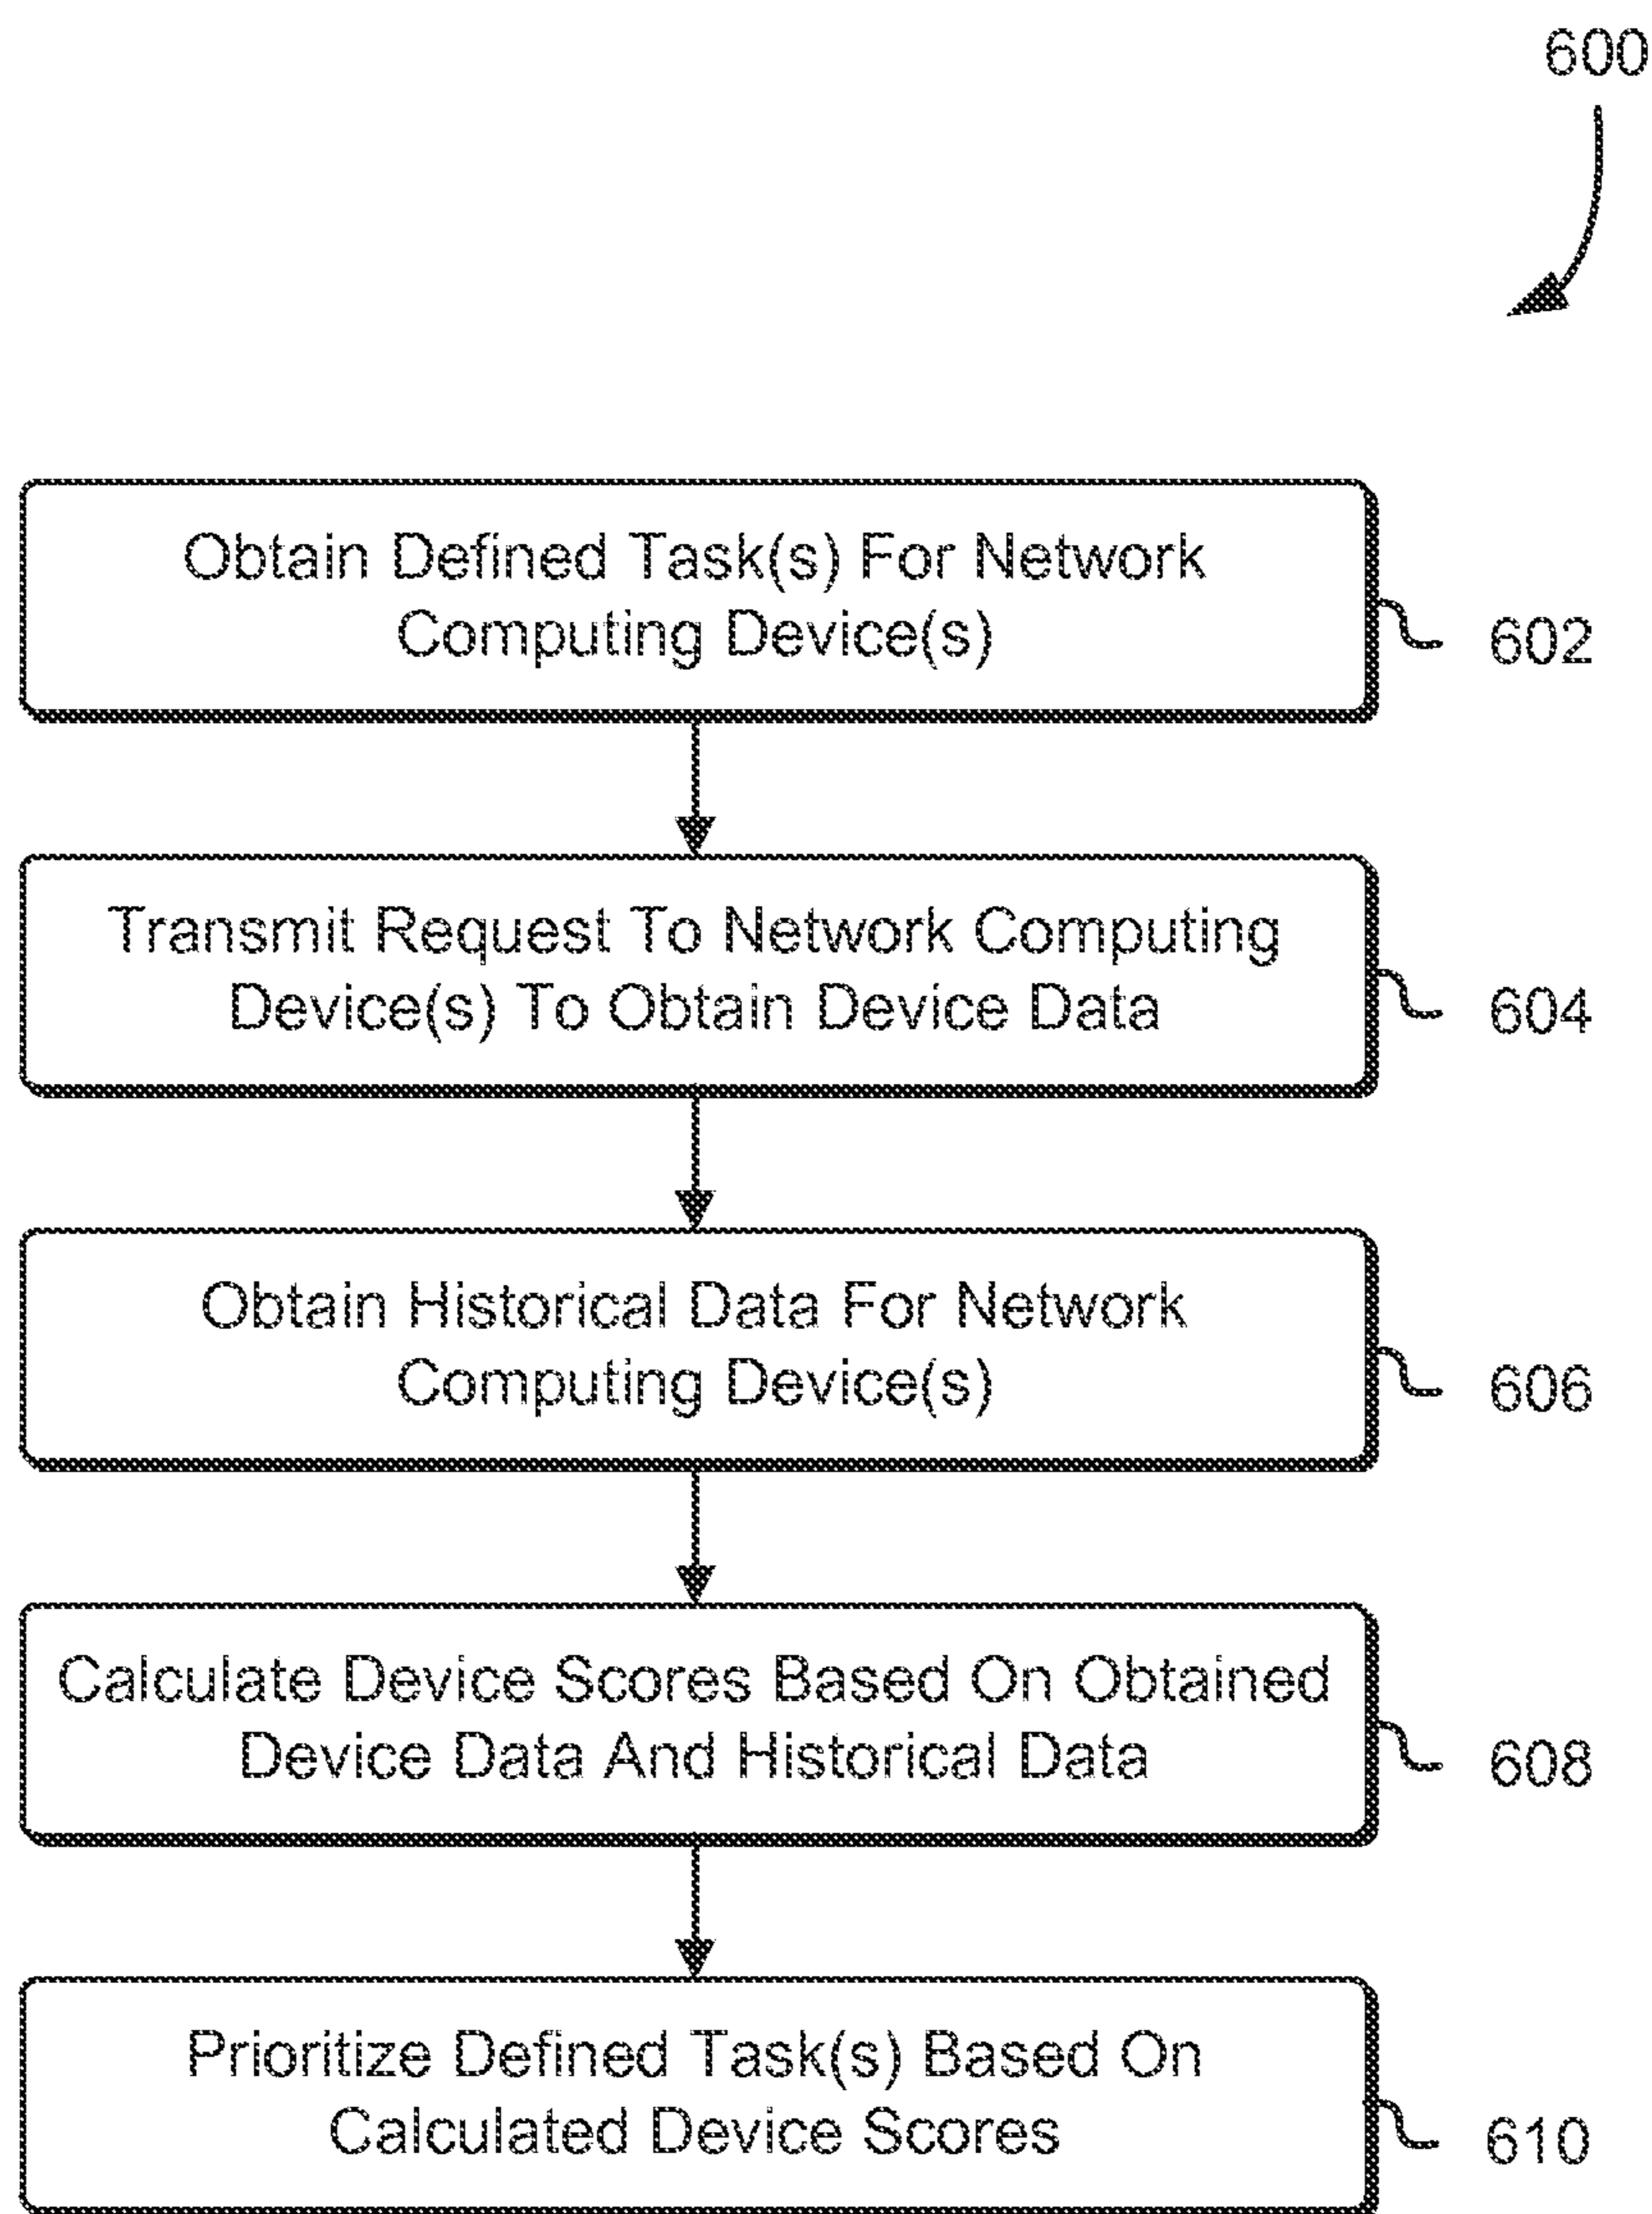 600
Obtain Defined Task(s) For Network
Computing Device(s)
602
Transmit Request To Network Computing
Device(s) To Obtain Device Data
604
Obtain Historical Data For Network
Computing Device(s)
606
Calculate Device Scores Based On Obtained
Device Data And Historical Data
608
Prioritize Defined Task(s) Based On
Calculated Device Scores
610